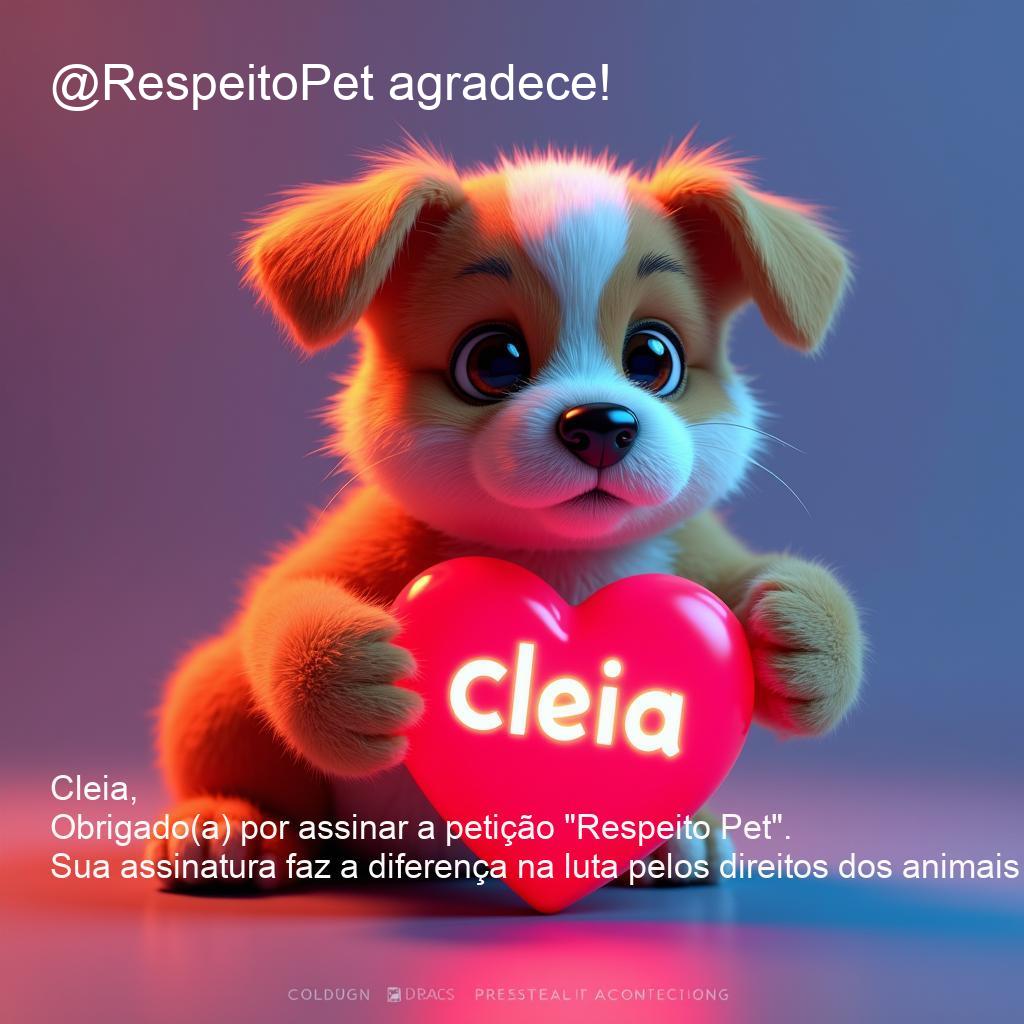 @RespeitoPet agradece!
cleia
Cleia,
Obrigado(a) por assinar a petição "Respeito Pet".
Sua assinatura faz a diferença na luta pelos direitos dos animais
COLDUGN DRACS PRESSTEALIT ACONTECTIONG